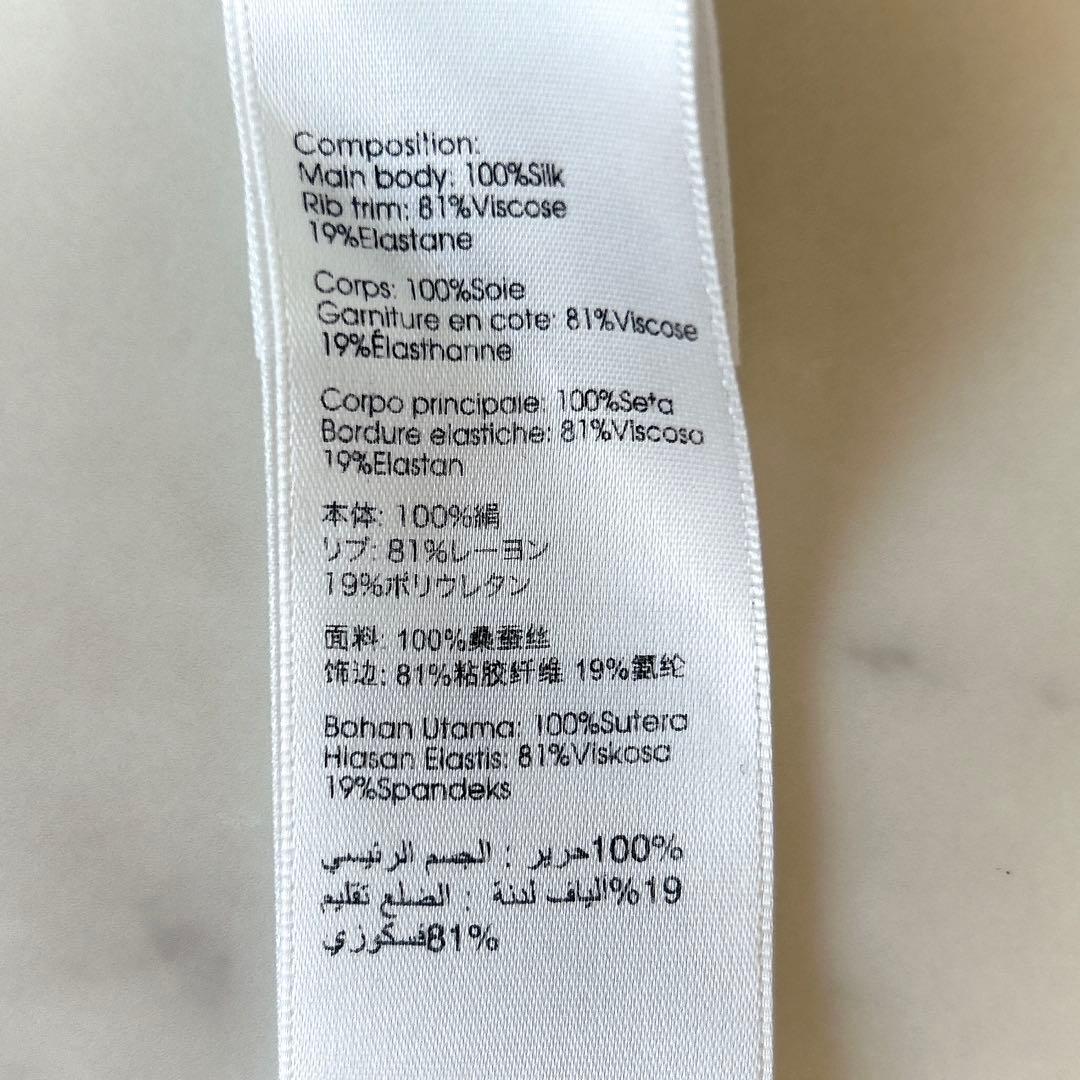 Composition:
Main body: 100%Silk
Rib trim: 81%Viscose
19%Elastane
Corps: 100%Soie
Garniture en cote: 81%Viscose
19%Élasthanne
Corpo principale: 100%Seta
Bordure elastiche: 81%Viscosa
19%Elastan
本体: 100%絹
リブ: 81%レーヨン
19%ポリウレタン
面料: 100%桑蚕丝
饰边: 81%粘胶纤维 19%氨纶
Bahan Utama: 100%Sutera
Hiasan Elastis: 81%Viskosa
19%Spandeks
100%حرير : الجسم الرئيسي
19%الياف لدنة : الضلع تقليم
81%فسكوزي